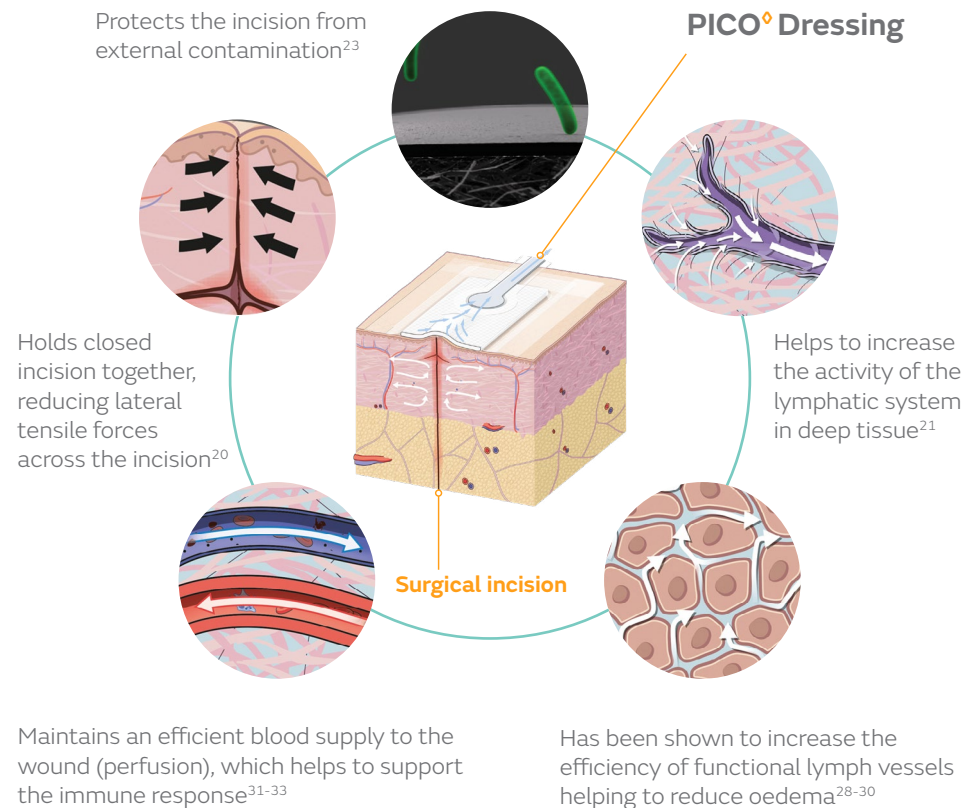 Protects the incision from
external contamination²³
PICO◊ Dressing
Holds closed
incision together,
reducing lateral
tensile forces
across the incision²⁰
Helps to increase
the activity of the
lymphatic system
in deep tissue²¹
Surgical incision
Maintains an efficient blood supply to the
wound (perfusion), which helps to support
the immune response³¹⁻³³
Has been shown to increase the
efficiency of functional lymph vessels
helping to reduce oedema²⁸⁻³⁰